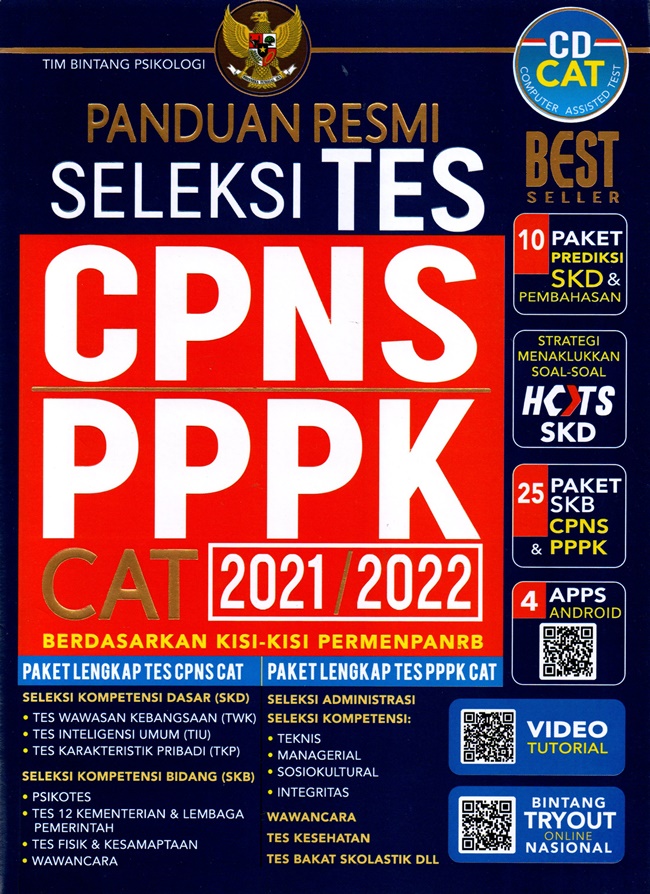 TIM BINTANG PSIKOLOGI
CD
CAT
COMPUTER ASSISTED TEST
PANDUAN RESMI
SELEKSI TES
CPNS
PPPK
CAT 2021/2022
BERDASARKAN KISI-KISI PERMENPANRB
BEST
SELLER
10 PAKET
PREDIKSI
SKD &
PEMBAHASAN
STRATEGI
MENAKLUKKAN
SOAL-SOAL
HOTS
SKD
25 PAKET
SKB
CPNS
& PPPK
4 APPS
ANDROID
PAKET LENGKAP TES CPNS CAT
SELEKSI KOMPETENSI DASAR (SKD)
• TES WAWASAN KEBANGSAAN (TWK)
• TES INTELIGENSI UMUM (TIU)
• TES KARAKTERISTIK PRIBADI (TKP)
SELEKSI KOMPETENSI BIDANG (SKB)
• PSIKOTES
• TES 12 KEMENTERIAN & LEMBAGA
PEMERINTAH
• TES FISIK & KESAMAPTAAN
• WAWANCARA
PAKET LENGKAP TES PPPK CAT
SELEKSI ADMINISTRASI
SELEKSI KOMPETENSI:
• TEKNIS
• MANAGERIAL
• SOSIOKULTURAL
• INTEGRITAS
WAWANCARA
TES KESEHATAN
TES BAKAT SKOLASTIK DLL
VIDEO
TUTORIAL
BINTANG
TRYOUT
ONLINE
NASIONAL